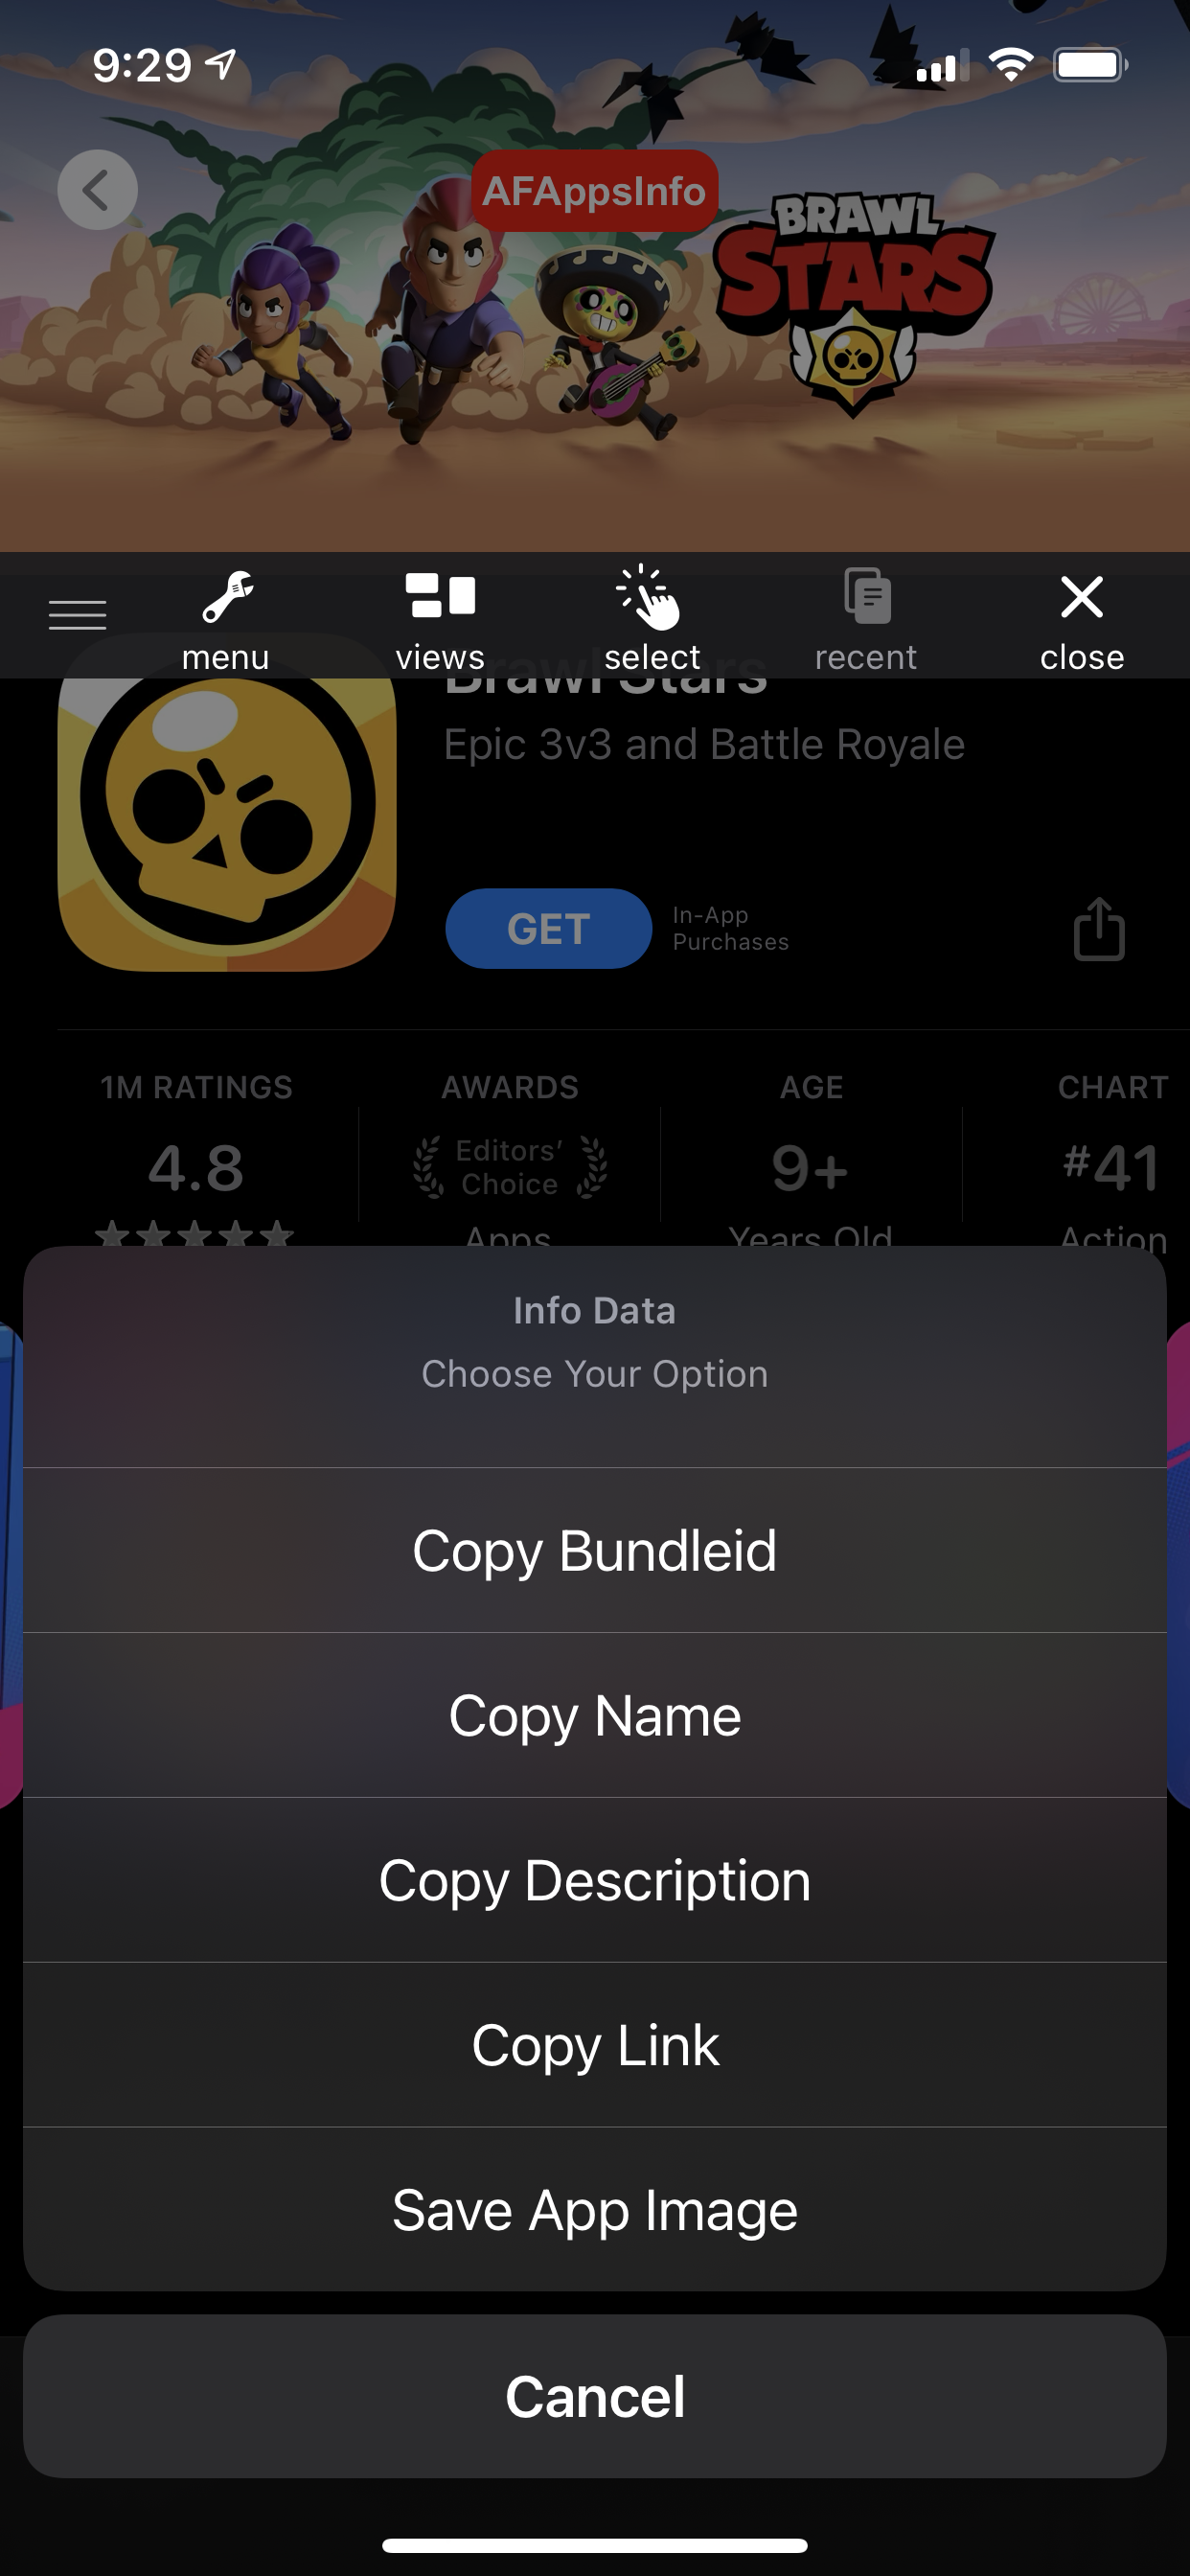 9:29
AFAppsInfo
BRAWL
STARS
menu
views
select
recent
close
Brawl Stars
Epic 3v3 and Battle Royale
GET
In-App
Purchases
1M RATINGS
AWARDS
AGE
CHART
4.8
Editors’
Choice
9+
#41
Apps
Years Old
Action
Info Data
Choose Your Option
Copy Bundleid
Copy Name
Copy Description
Copy Link
Save App Image
Cancel